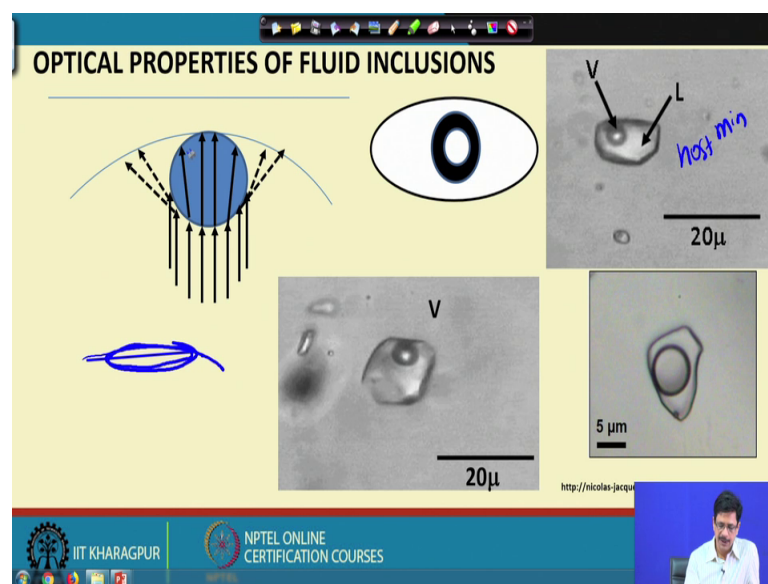 OPTICAL PROPERTIES OF FLUID INCLUSIONS
V
L
host min
20µ
V
20µ
5 µm
http://nicolas-jacque
IIT KHARAGPUR
NPTEL ONLINE
CERTIFICATION COURSES
NPTEL